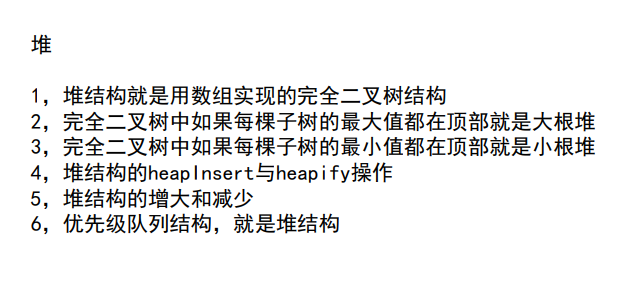 堆
1，堆结构就是用数组实现的完全二叉树结构
2，完全二叉树中如果每棵子树的最大值都在顶部就是大根堆
3，完全二叉树中如果每棵子树的最小值都在顶部就是小根堆
4，堆结构的heapInsert与heapify操作
5，堆结构的增大和减少
6，优先级队列结构，就是堆结构